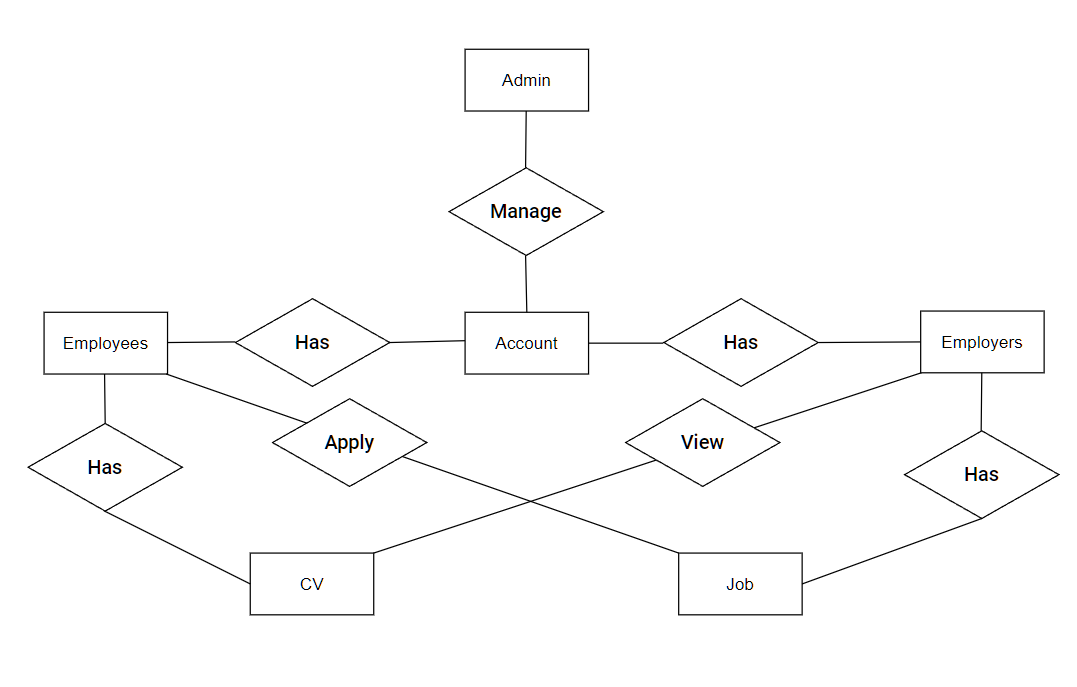 Admin
Manage
Employees
Has
Account
Has
Employers
Has
Apply
View
Has
CV
Job